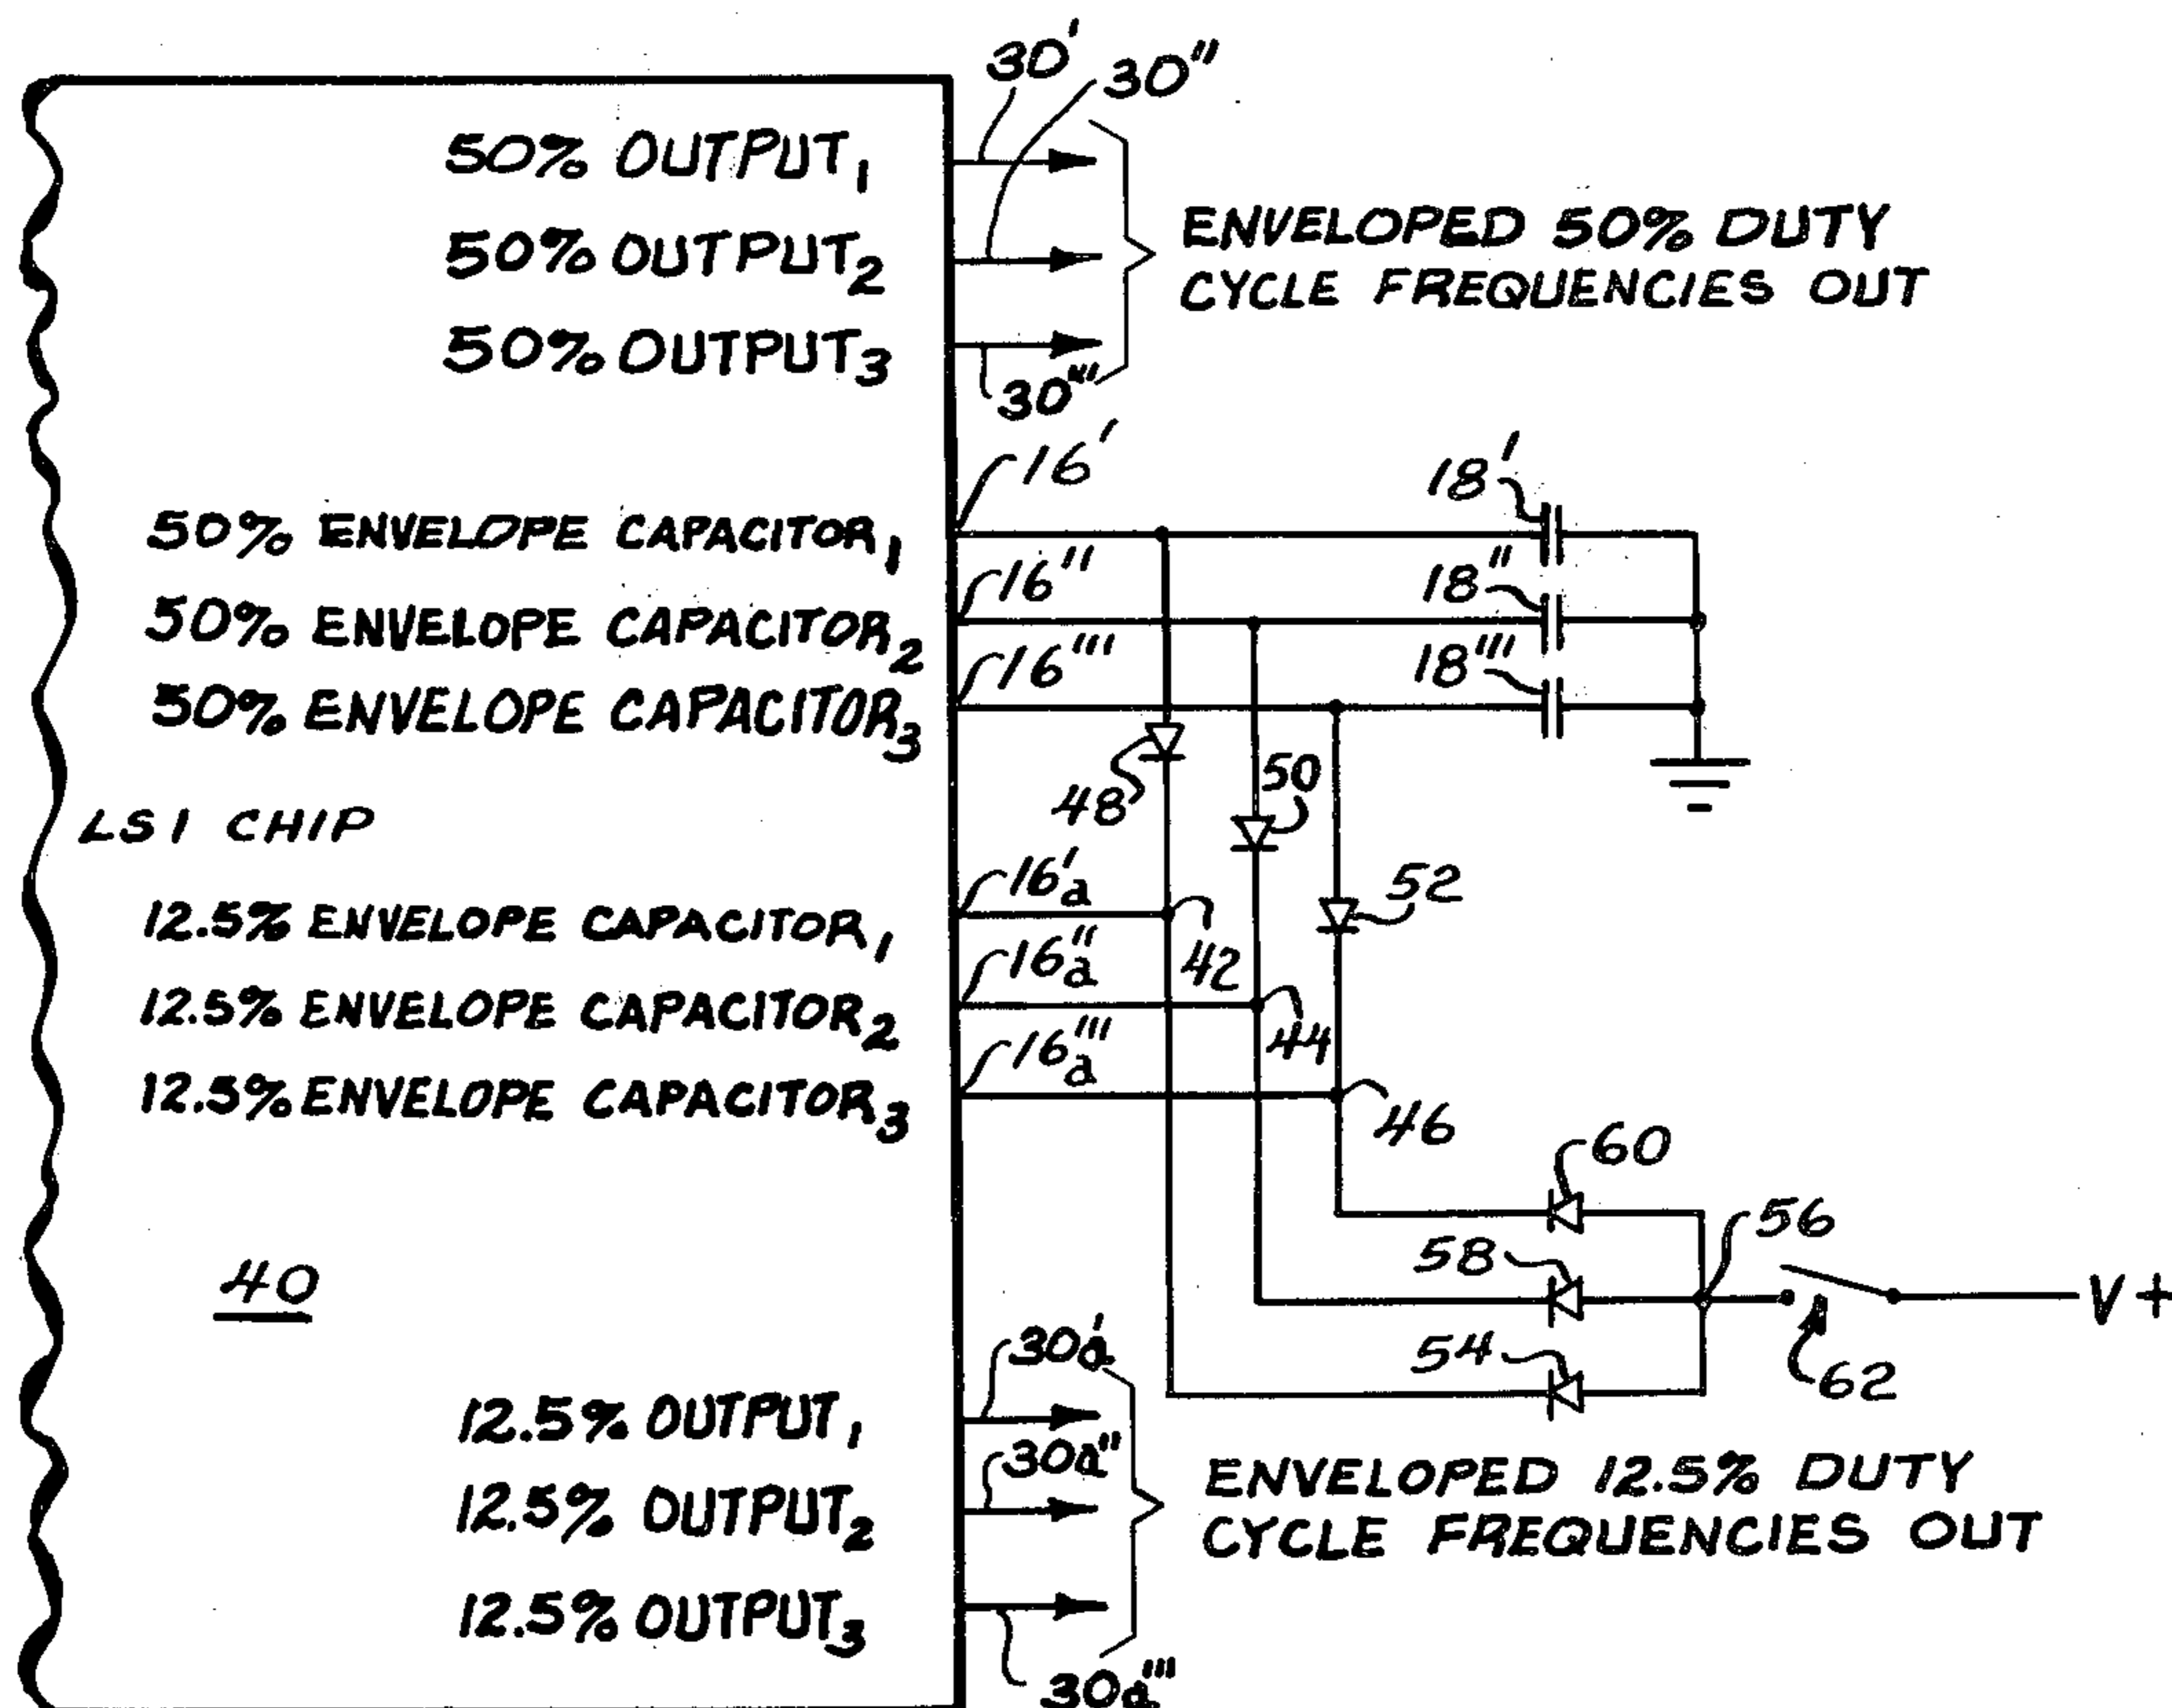 30'
30"
50% OUTPUT1
50% OUTPUT2
50% OUTPUT3
30'''
ENVELOPED 50% DUTY
CYCLE FREQUENCIES OUT
16'
18'
50% ENVELOPE CAPACITOR1
16"
18"
50% ENVELOPE CAPACITOR2
16'''
18'''
50% ENVELOPE CAPACITOR3
48
50
LSI CHIP
52
16'a
12.5% ENVELOPE CAPACITOR1
42
16"a
12.5% ENVELOPE CAPACITOR2
44
16'''a
12.5% ENVELOPE CAPACITOR3
46
60
56
58
40
V+
54
62
30a'
12.5% OUTPUT1
30a"
12.5% OUTPUT2
ENVELOPED 12.5% DUTY
CYCLE FREQUENCIES OUT
12.5% OUTPUT3
30a'''